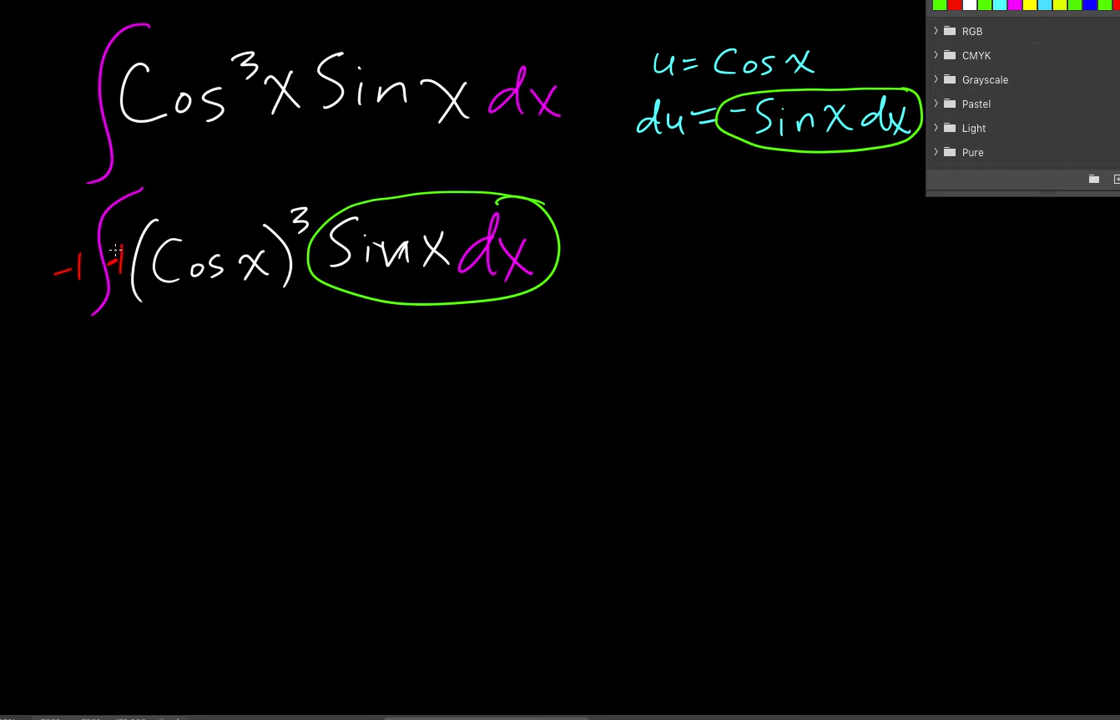 ∫ Cos³x Sinx dx
u = Cos x
du = -Sinx dx
-1 ∫ -1 (Cos x)³ Sinx dx
RGB
CMYK
Grayscale
Pastel
Light
Pure